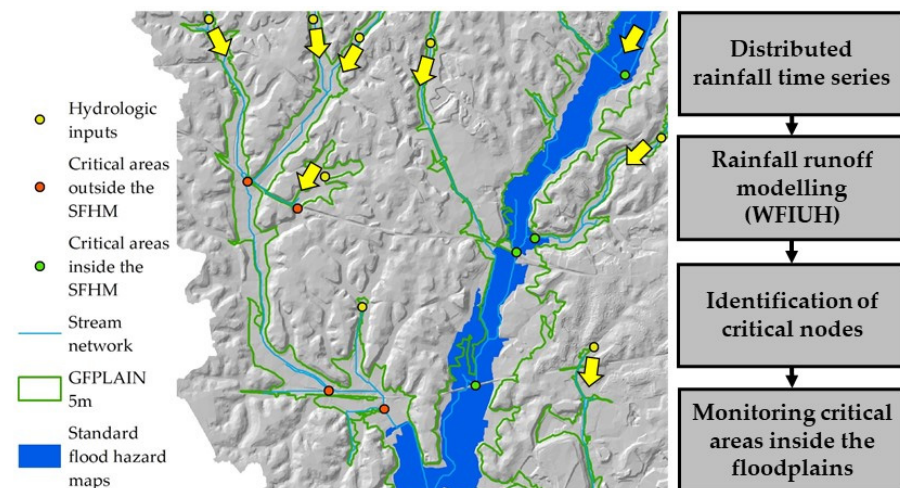 Hydrologic
inputs
Critical areas
outside the
SFHM
Critical areas
inside the
SFHM
Stream
network
GFPLAIN
5m
Standard
flood hazard
maps
Distributed
rainfall time series
Rainfall runoff
modelling
(WFIUH)
Identification of
critical nodes
Monitoring critical
areas inside the
floodplains